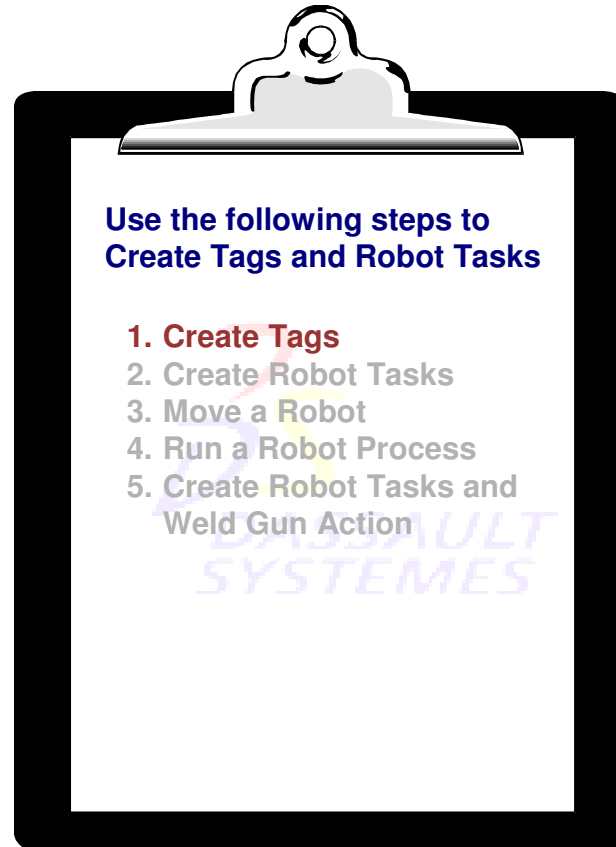 Use the following steps to
Create Tags and Robot Tasks
1. Create Tags
2. Create Robot Tasks
3. Move a Robot
4. Run a Robot Process
5. Create Robot Tasks and
Weld Gun Action
DASSAULT
SYSTEMES